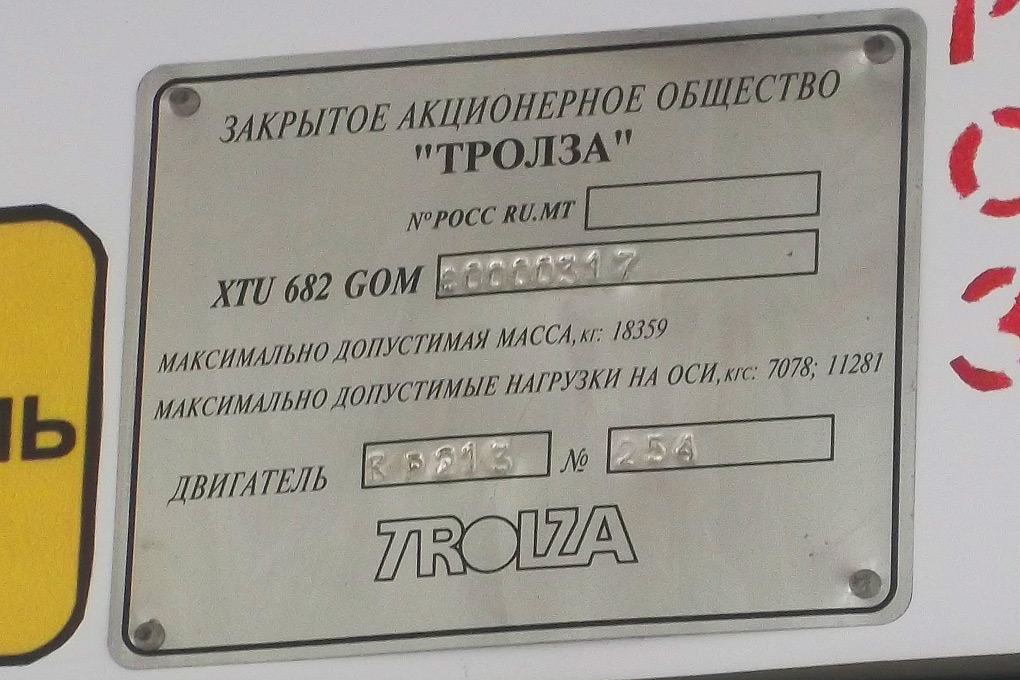 ЗАКРЫТОЕ АКЦИОНЕРНОЕ ОБЩЕСТВО
"ТРОЛЗА"
№РОСС RU.МТ
XTU 682 GOM
МАКСИМАЛЬНО ДОПУСТИМАЯ МАССА, кг: 18359
МАКСИМАЛЬНО ДОПУСТИМЫЕ НАГРУЗКИ НА ОСИ, кгс: 7078; 11281
ДВИГАТЕЛЬ № 254
TROLZA